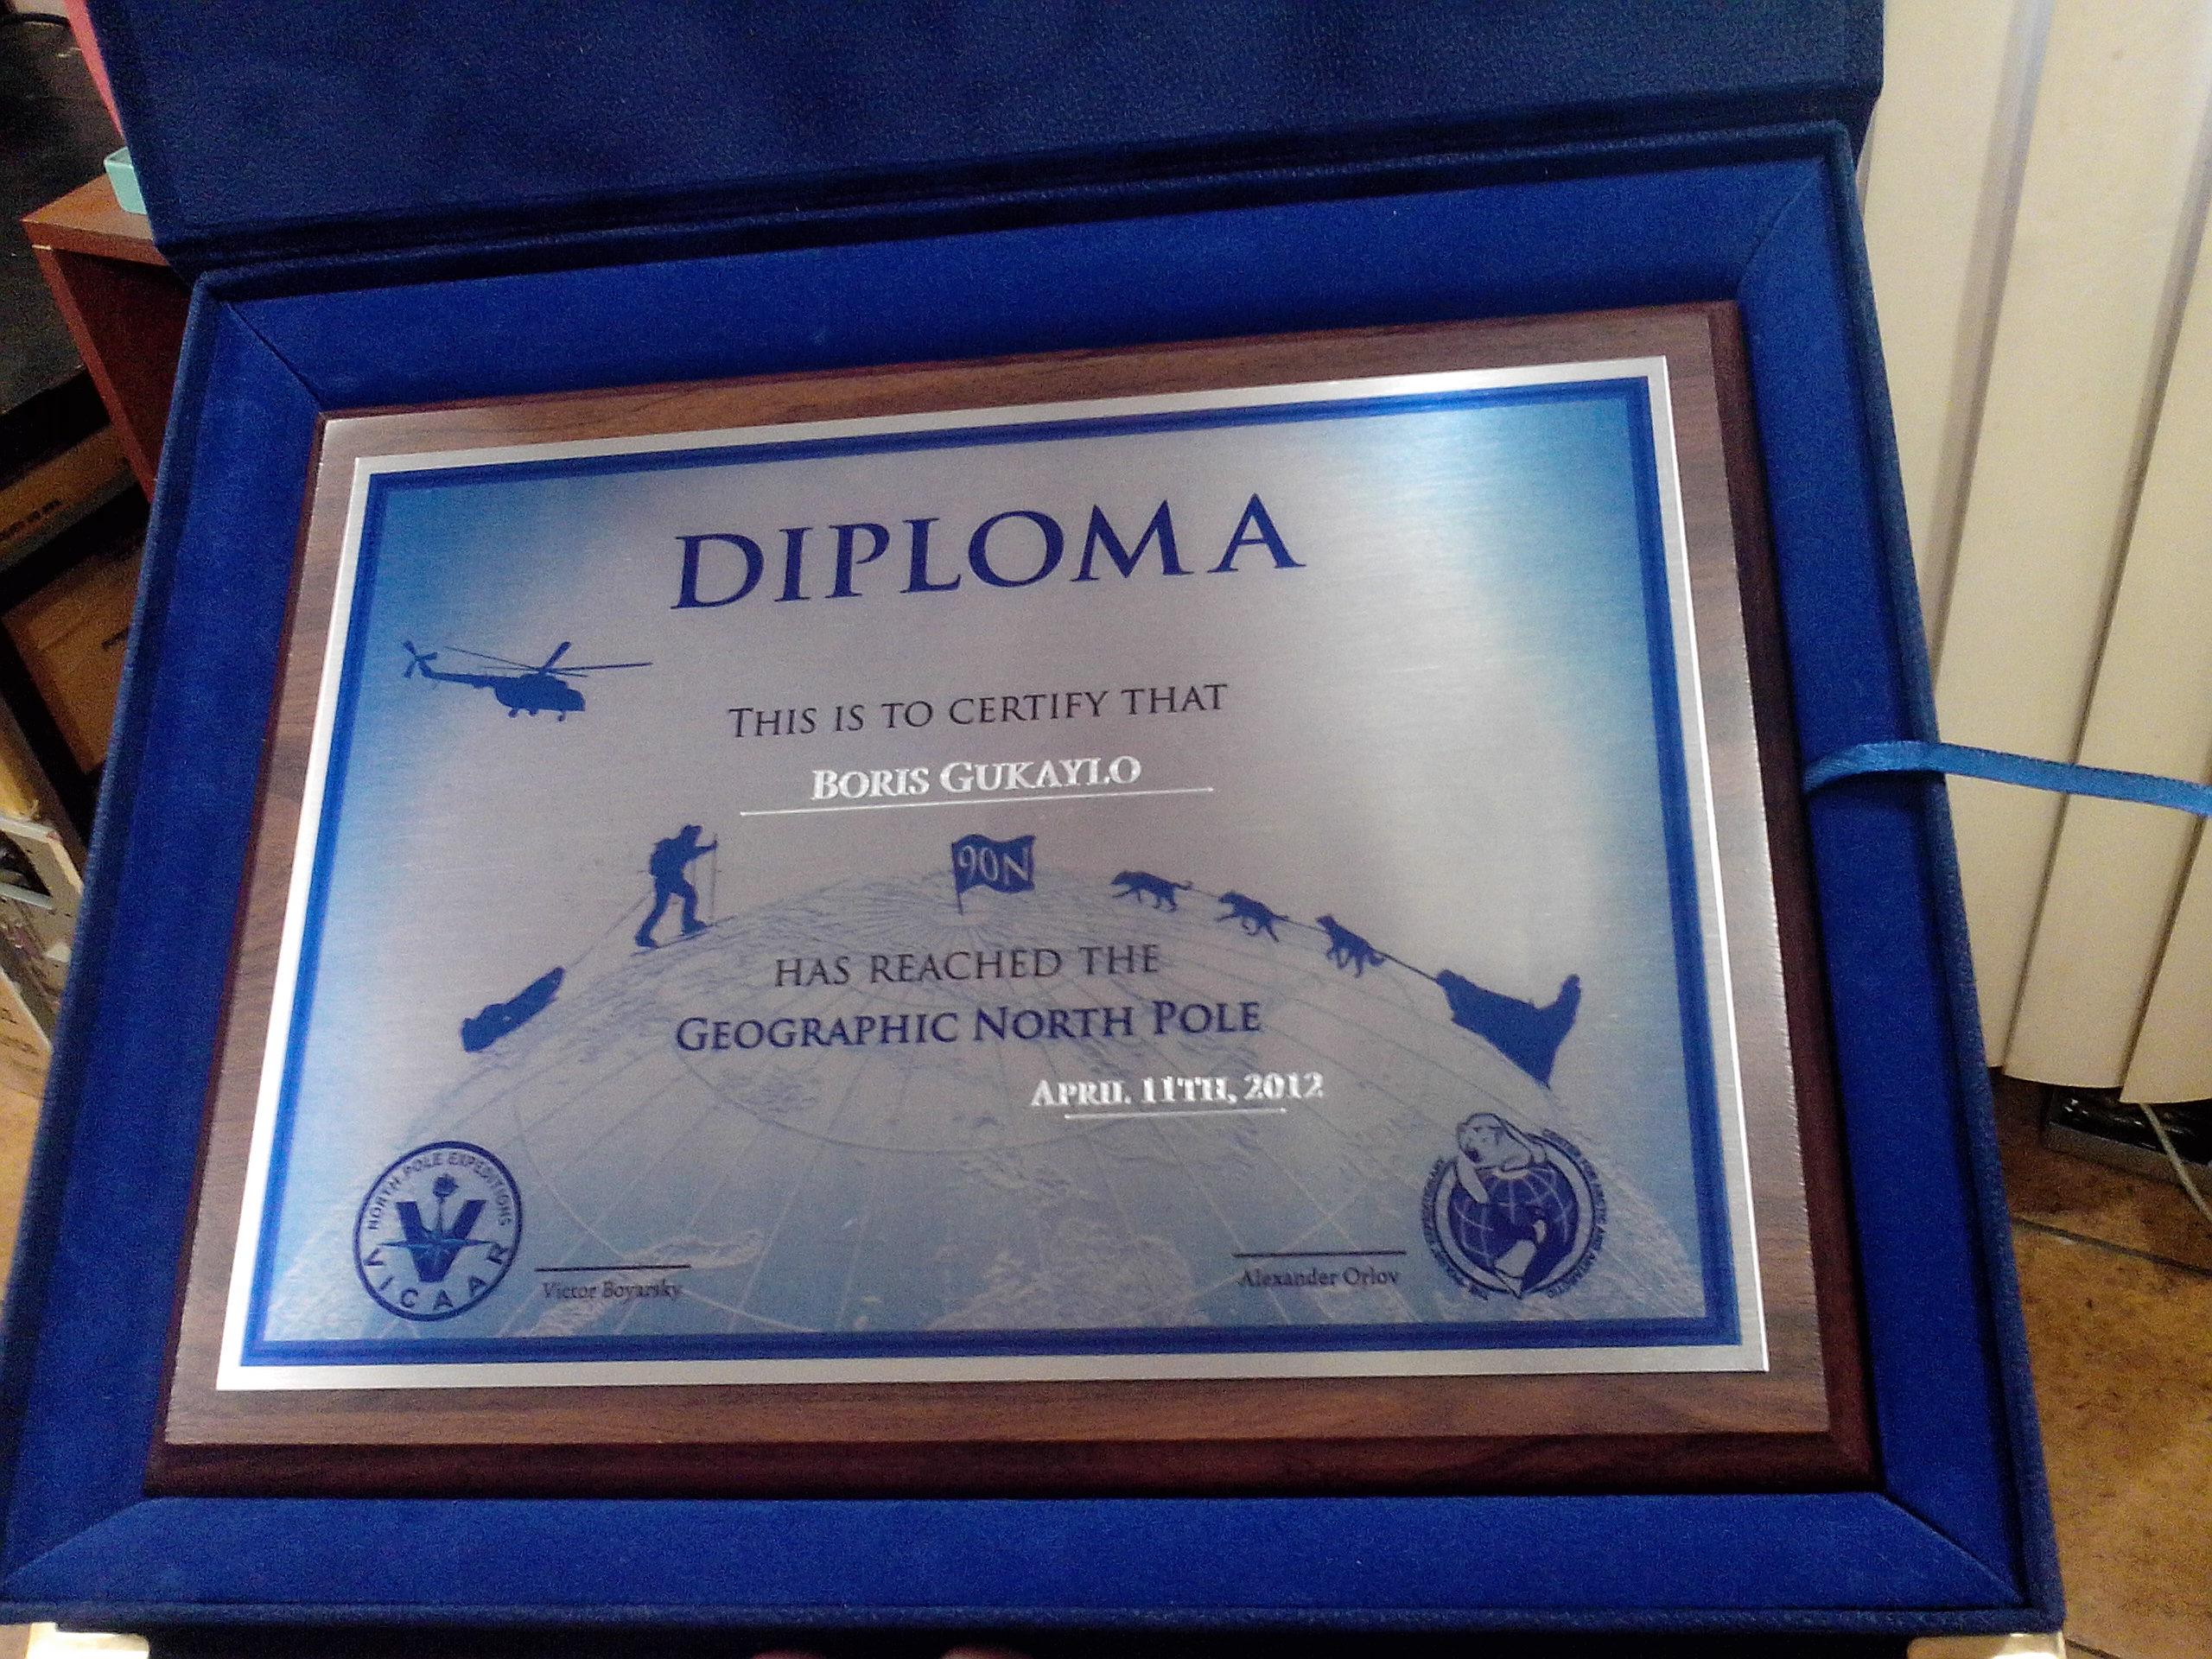 DIPLOMA
THIS IS TO CERTIFY THAT
BORIS GUKAYLO
90N
HAS REACHED THE
GEOGRAPHIC NORTH POLE
APRIL 11TH, 2012
NORTH POLE EXPEDITIONS
VICAAR
Victor Boyarsky
Alexander Orlov